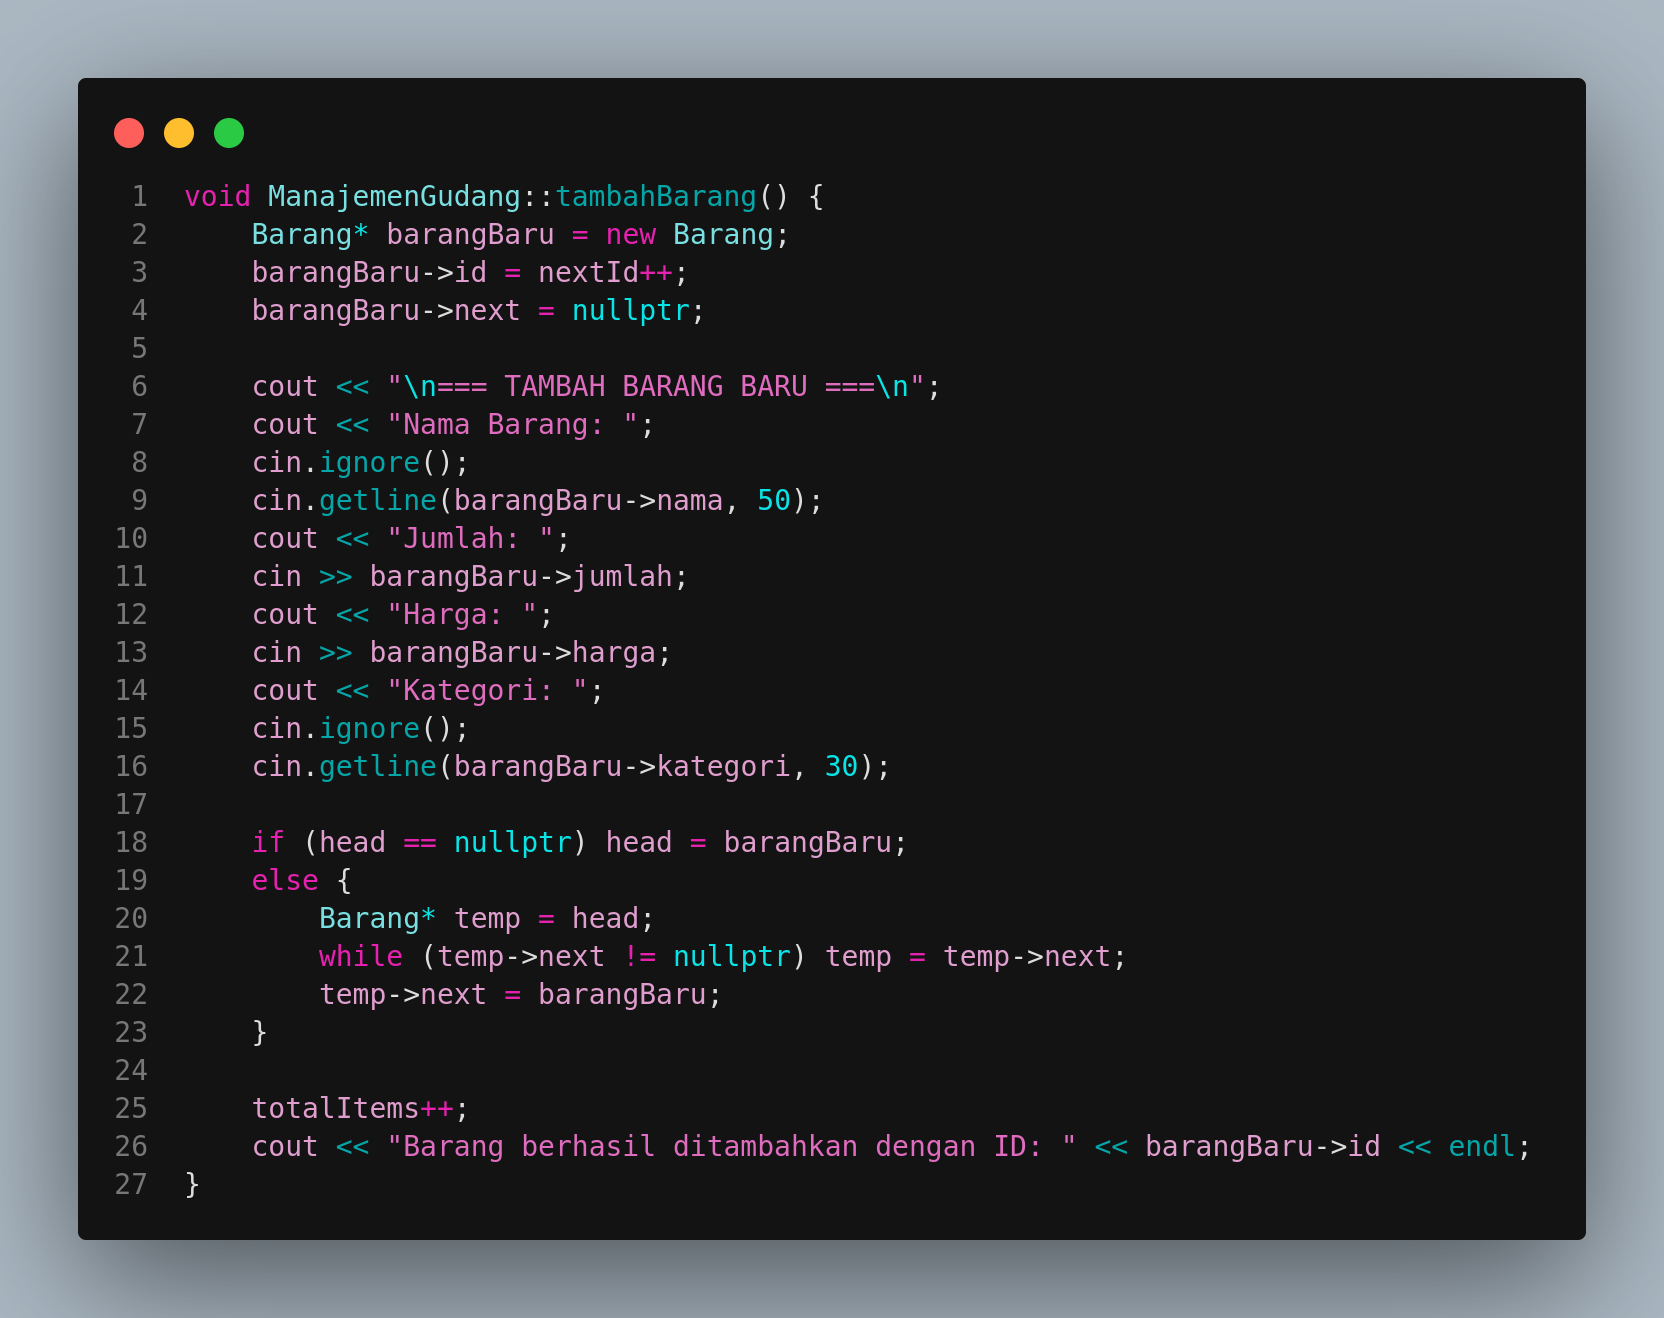 1 void ManajemenGudang::tambahBarang() {
2     Barang* barangBaru = new Barang;
3     barangBaru->id = nextId++;
4     barangBaru->next = nullptr;
5
6     cout << "\n=== TAMBAH BARANG BARU ===\n";
7     cout << "Nama Barang: ";
8     cin.ignore();
9     cin.getline(barangBaru->nama, 50);
10     cout << "Jumlah: ";
11     cin >> barangBaru->jumlah;
12     cout << "Harga: ";
13     cin >> barangBaru->harga;
14     cout << "Kategori: ";
15     cin.ignore();
16     cin.getline(barangBaru->kategori, 30);
17
18     if (head == nullptr) head = barangBaru;
19     else {
20         Barang* temp = head;
21         while (temp->next != nullptr) temp = temp->next;
22         temp->next = barangBaru;
23     }
24
25     totalItems++;
26     cout << "Barang berhasil ditambahkan dengan ID: " << barangBaru->id << endl;
27 }